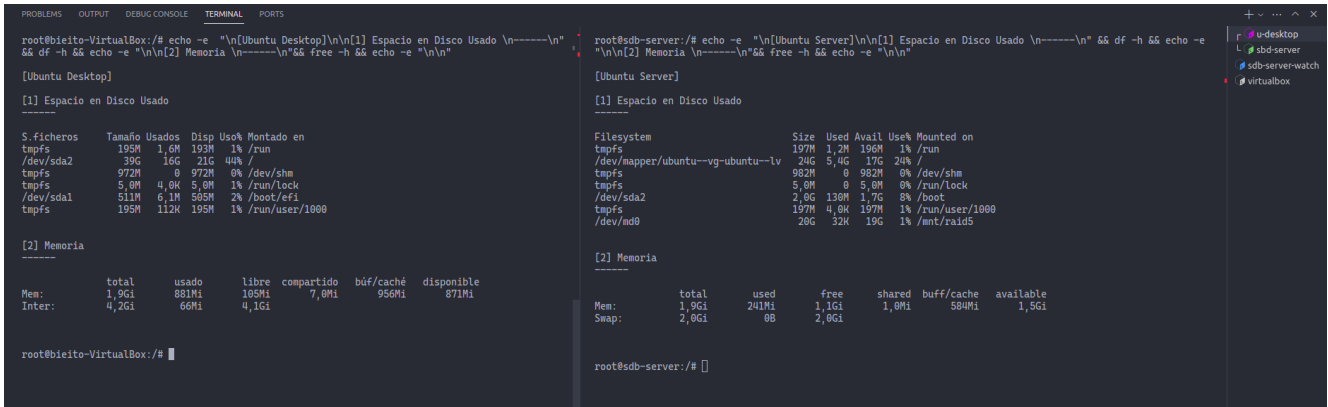 PROBLEMS OUTPUT DEBUG CONSOLE TERMINAL PORTS
root@bieito-VirtualBox:/# echo -e  "\n[Ubuntu Desktop]\n\n[1] Espacio en Disco Usado \n------\n"
&& df -h && echo -e "\n\n[2] Memoria \n------\n"&& free -h && echo -e "\n\n"
[Ubuntu Desktop]
[1] Espacio en Disco Usado
------
S.ficheros     Tamaño Usados  Disp Uso% Montado en
tmpfs            195M   1,6M  193M   1% /run
/dev/sda2         39G    16G   21G  44% /
tmpfs            972M      0  972M   0% /dev/shm
tmpfs            5,0M   4,0K  5,0M   1% /run/lock
/dev/sda1        511M   6,1M  505M   2% /boot/efi
tmpfs            195M   112K  195M   1% /run/user/1000
[2] Memoria
------
total       usado       libre  compartido   búf/caché   disponible
Mem:           1,9Gi       881Mi       105Mi       7,0Mi       956Mi       871Mi
Inter:         4,2Gi        66Mi       4,1Gi
root@bieito-VirtualBox:/#
root@sdb-server:/# echo -e  "\n[Ubuntu Server]\n\n[1] Espacio en Disco Usado \n------\n" && df -h && echo -e
"\n\n[2] Memoria \n------\n"&& free -h && echo -e "\n\n"
[Ubuntu Server]
[1] Espacio en Disco Usado
------
Filesystem                         Size  Used Avail Use% Mounted on
tmpfs                              197M  1,2M  196M   1% /run
/dev/mapper/ubuntu--vg-ubuntu--lv   24G  5,4G   17G  24% /
tmpfs                              982M     0  982M   0% /dev/shm
tmpfs                              5,0M     0  5,0M   0% /run/lock
/dev/sda2                          2,0G  130M  1,7G   8% /boot
tmpfs                              197M  4,0K  197M   1% /run/user/1000
/dev/md0                            20G   32K   19G   1% /mnt/raid5
[2] Memoria
------
total        used        free      shared  buff/cache   available
Mem:           1,9Gi       241Mi       1,1Gi       1,0Mi       584Mi       1,5Gi
Swap:          2,0Gi          0B       2,0Gi
root@sdb-server:/#
u-desktop
sbd-server
sdb-server-watch
virtualbox